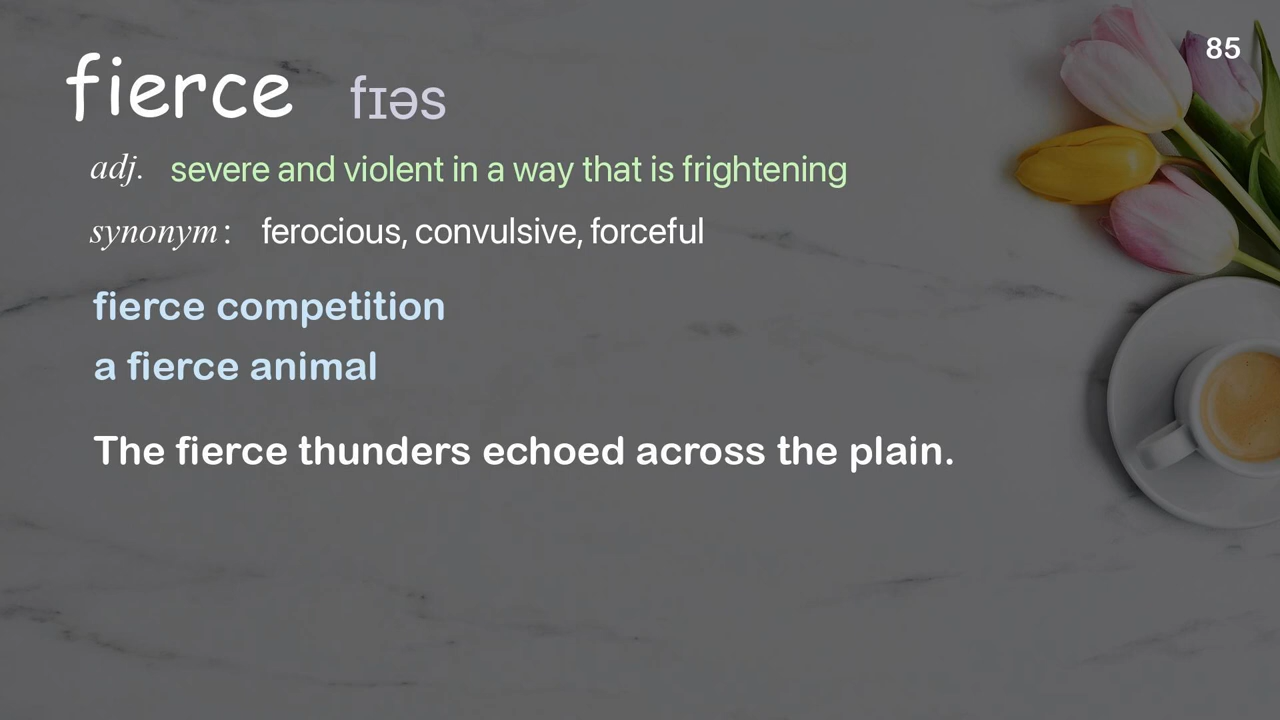 85
fierce fɪəs
adj. severe and violent in a way that is frightening
synonym: ferocious, convulsive, forceful
fierce competition
a fierce animal
The fierce thunders echoed across the plain.